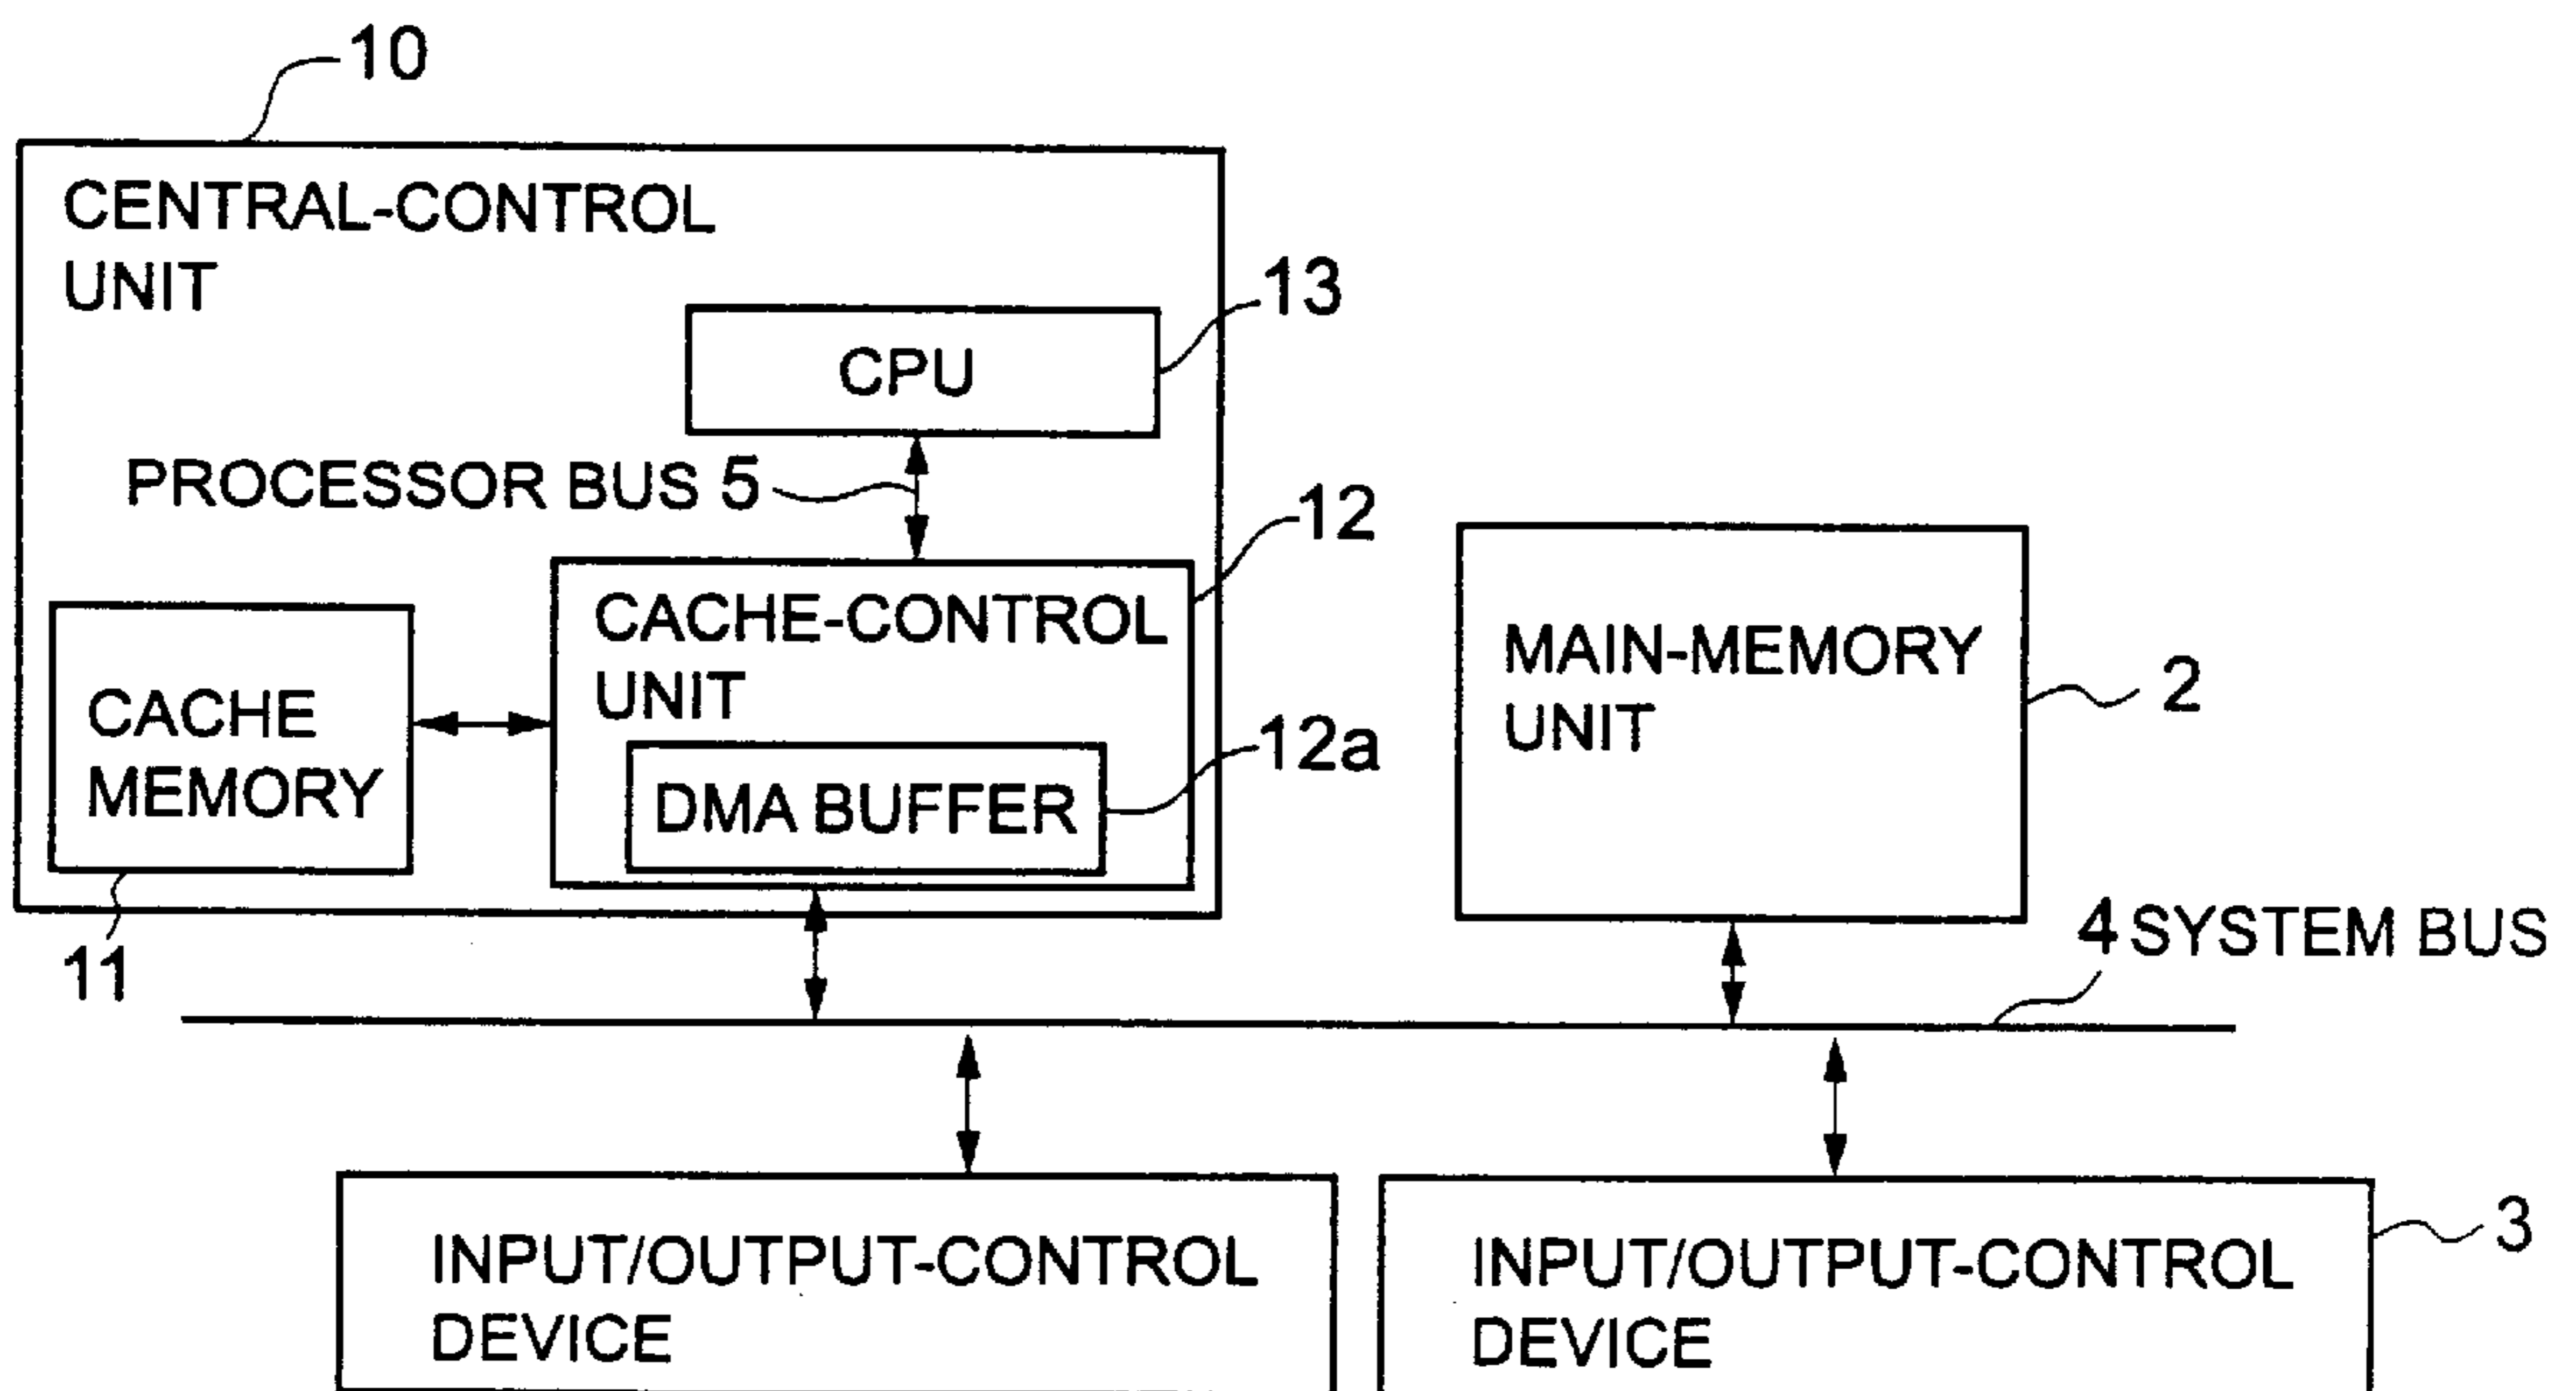 10
CENTRAL-CONTROL
UNIT
13
CPU
PROCESSOR BUS 5
12
CACHE-CONTROL
UNIT
CACHE
MEMORY
12a
DMA BUFFER
11
MAIN-MEMORY
UNIT
2
4 SYSTEM BUS
INPUT/OUTPUT-CONTROL
DEVICE
INPUT/OUTPUT-CONTROL
DEVICE
3